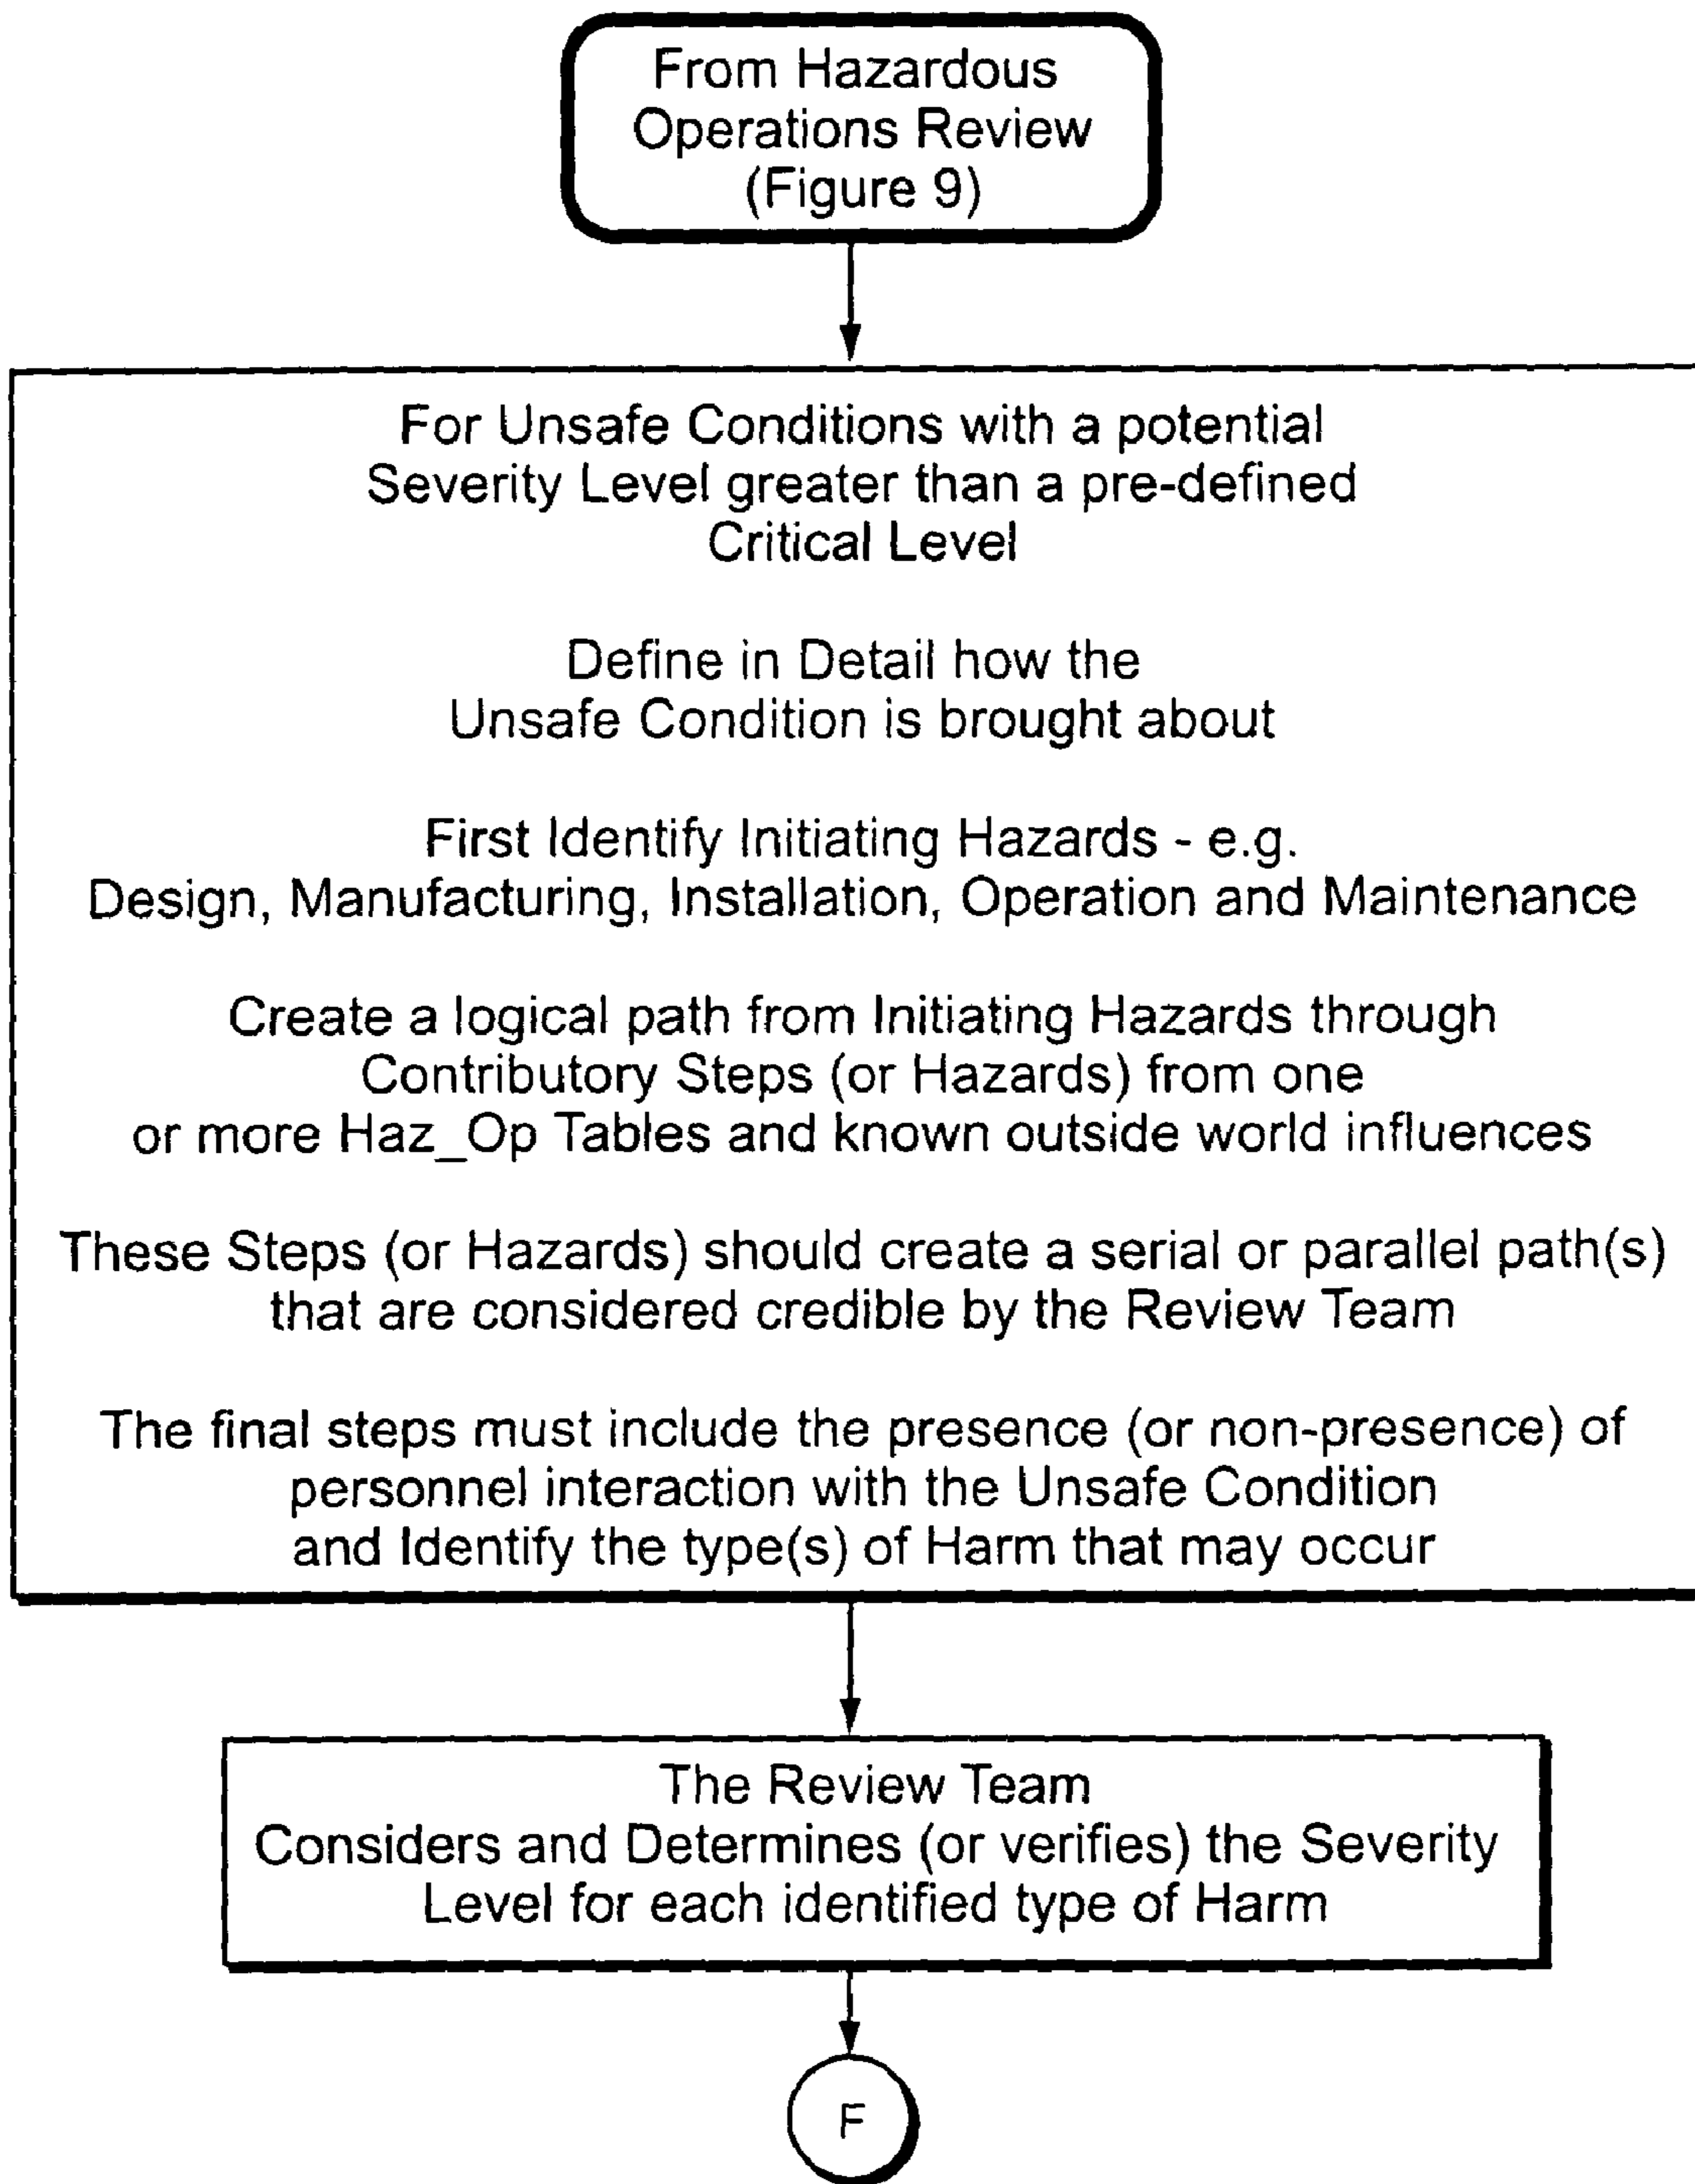 From Hazardous
Operations Review
(Figure 9)
For Unsafe Conditions with a potential
Severity Level greater than a pre-defined
Critical Level
Define in Detail how the
Unsafe Condition is brought about
First Identify Initiating Hazards - e.g.
Design, Manufacturing, Installation, Operation and Maintenance
Create a logical path from Initiating Hazards through
Contributory Steps (or Hazards) from one
or more Haz_Op Tables and known outside world influences
These Steps (or Hazards) should create a serial or parallel path(s)
that are considered credible by the Review Team
The final steps must include the presence (or non-presence) of
personnel interaction with the Unsafe Condition
and Identify the type(s) of Harm that may occur
The Review Team
Considers and Determines (or verifies) the Severity
Level for each identified type of Harm
F